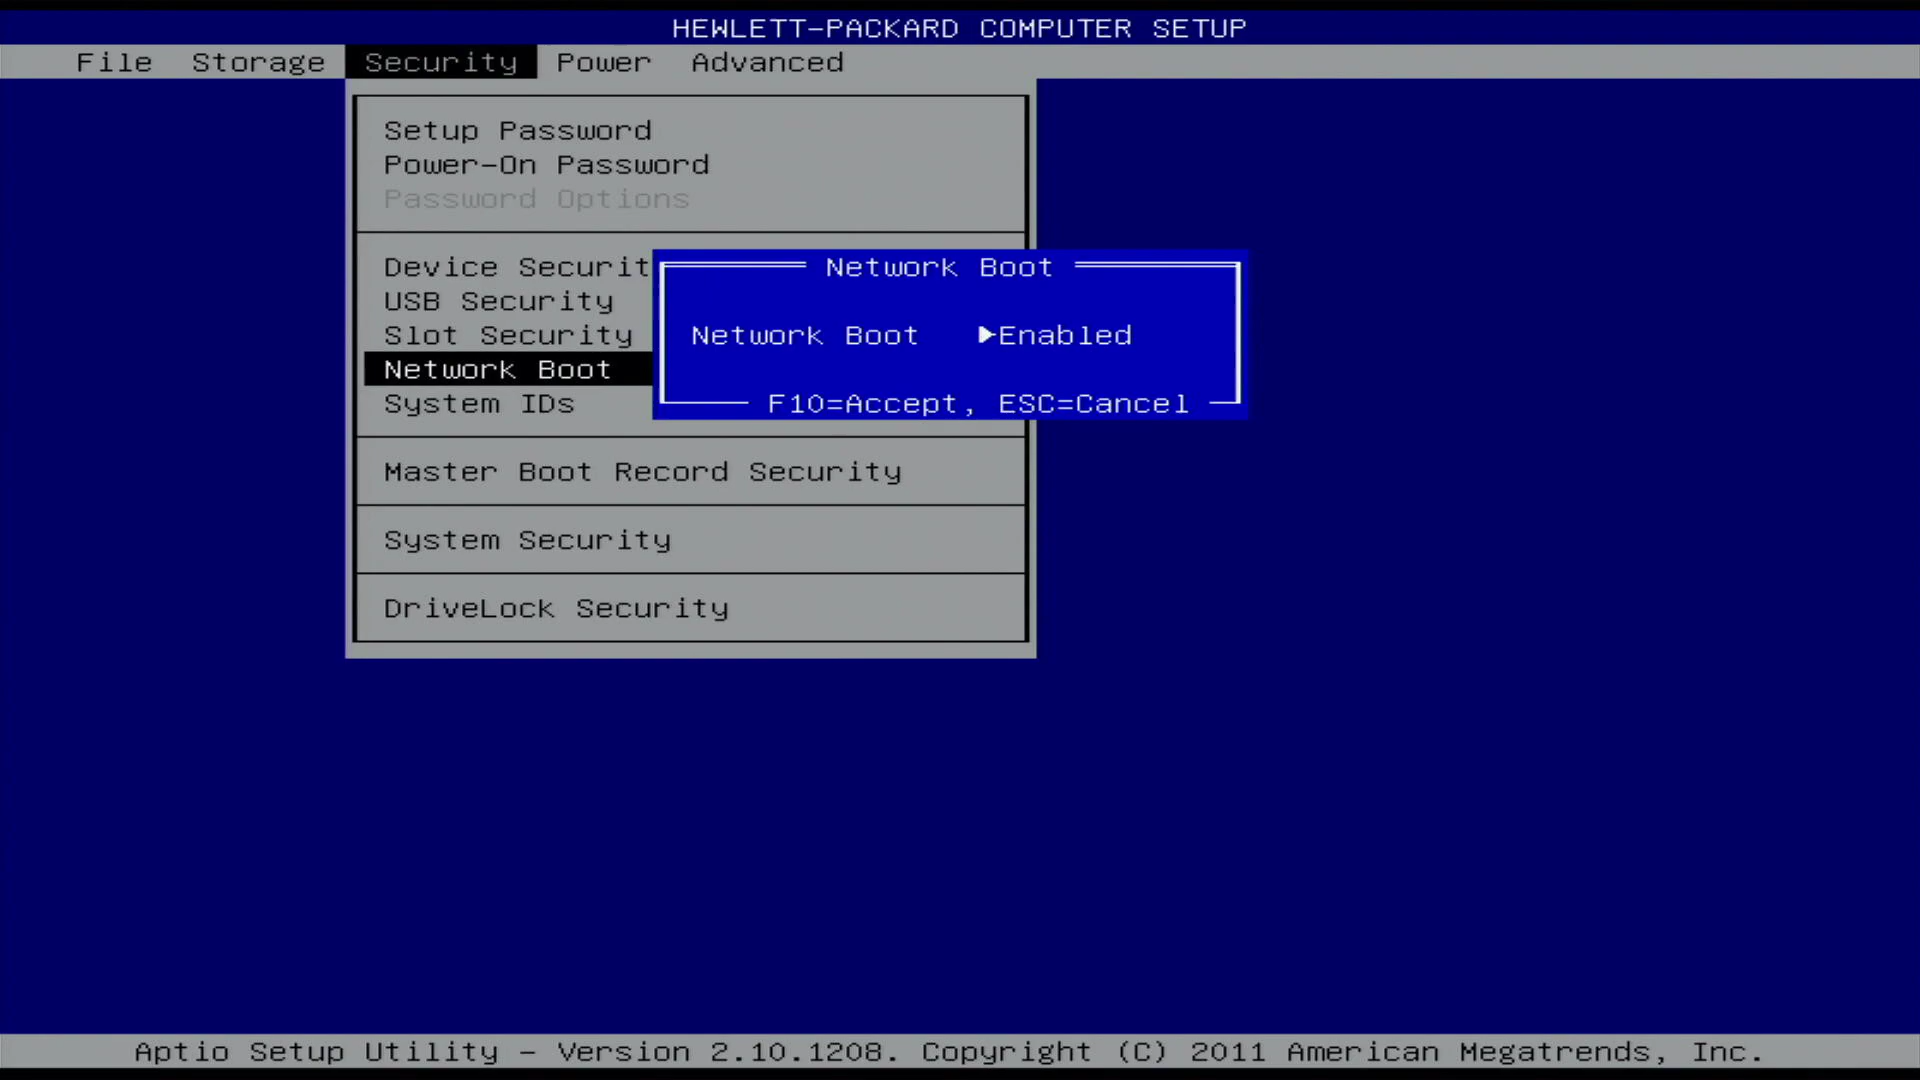 HEWLETT-PACKARD COMPUTER SETUP
File Storage Security Power Advanced
Setup Password
Power-On Password
Password Options
Device Securit
USB Security
Slot Security
Network Boot
System IDs
Network Boot
Network Boot ▶Enabled
F10=Accept, ESC=Cancel
Master Boot Record Security
System Security
DriveLock Security
Aptio Setup Utility - Version 2.10.1208. Copyright (C) 2011 American Megatrends, Inc.